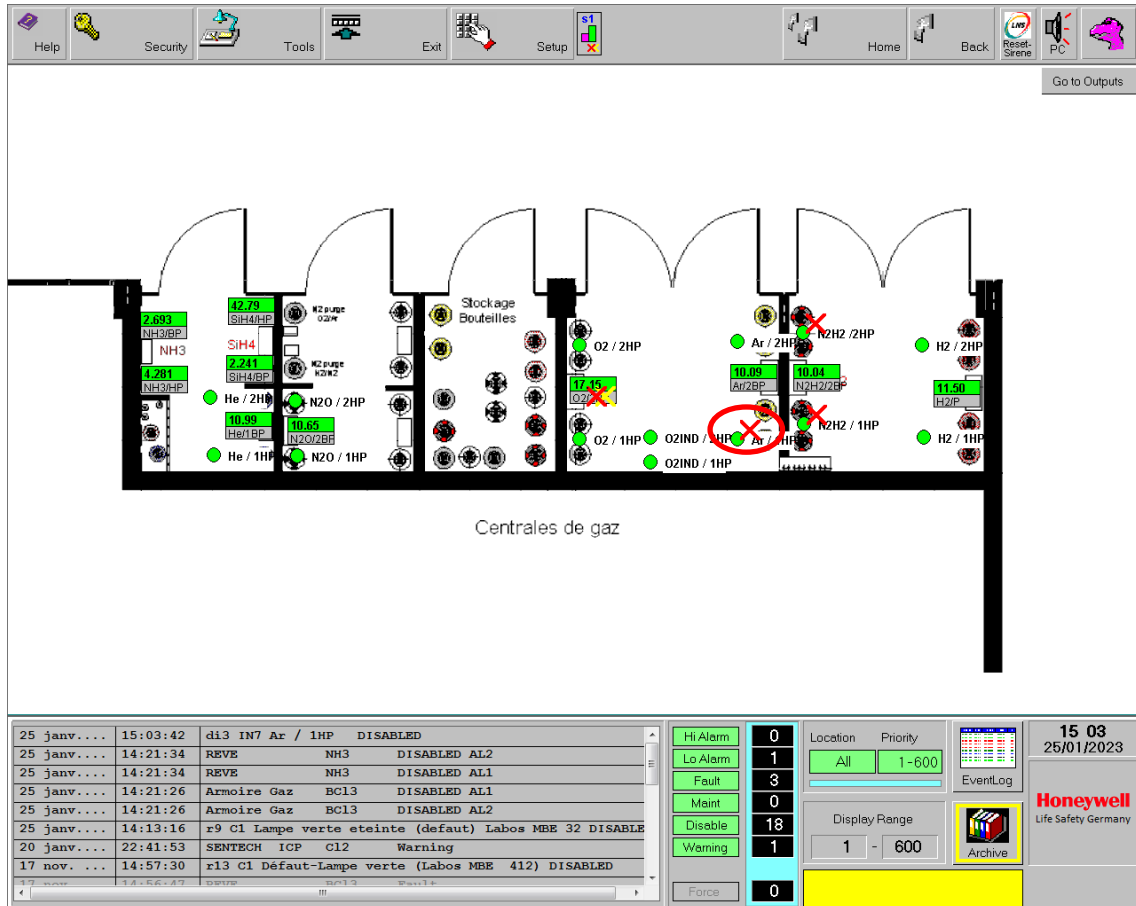 Help
Security
Tools
Exit
Setup
s1
Home
Back
LNS
Reset-
Sirene
PC
Go to Outputs
2.693
NH3/BP
NH3
4.281
NH3/HP
42.79
SiH4/HP
SiH4
2.241
SiH4/BP
He / 2HP
10.99
He/1BP
He / 1HP
N2 purge
O2/Ar
N2 purge
H2/N2
N2O / 2HP
10.65
N2O/2BP
N2O / 1HP
Stockage
Bouteilles
O2 / 2HP
17.15
O2 / 1HP
O2IND / 2HP
O2IND / 1HP
Ar / 2HP
10.09
Ar/2BP
Ar / 1HP
N2H2 /2HP
10.04
N2H2/2BP
N2H2 / 1HP
H2 / 2HP
11.50
H2/P
H2 / 1HP
Centrales de gaz
25 janv.... 15:03:42 di3 IN7 Ar / 1HP DISABLED
25 janv.... 14:21:34 REVE NH3 DISABLED AL2
25 janv.... 14:21:34 REVE NH3 DISABLED AL1
25 janv.... 14:21:26 Armoire Gaz BCl3 DISABLED AL1
25 janv.... 14:21:26 Armoire Gaz BCl3 DISABLED AL2
25 janv.... 14:13:16 r9 C1 Lampe verte eteinte (defaut) Labos MBE 32 DISABLE
20 janv.... 22:41:53 SENTECH ICP Cl2 Warning
17 nov. ... 14:57:30 r13 C1 Défaut-Lampe verte (Labos MBE 412) DISABLED
17 nov. 14:56:47 REVE BCl3 Fault
Hi Alarm 0
Lo Alarm 1
Fault 3
Maint 0
Disable 18
Warning 1
Force 0
Location Priority
All 1-600
Display Range
1 - 600
EventLog
Archive
15 03
25/01/2023
Honeywell
Life Safety Germany